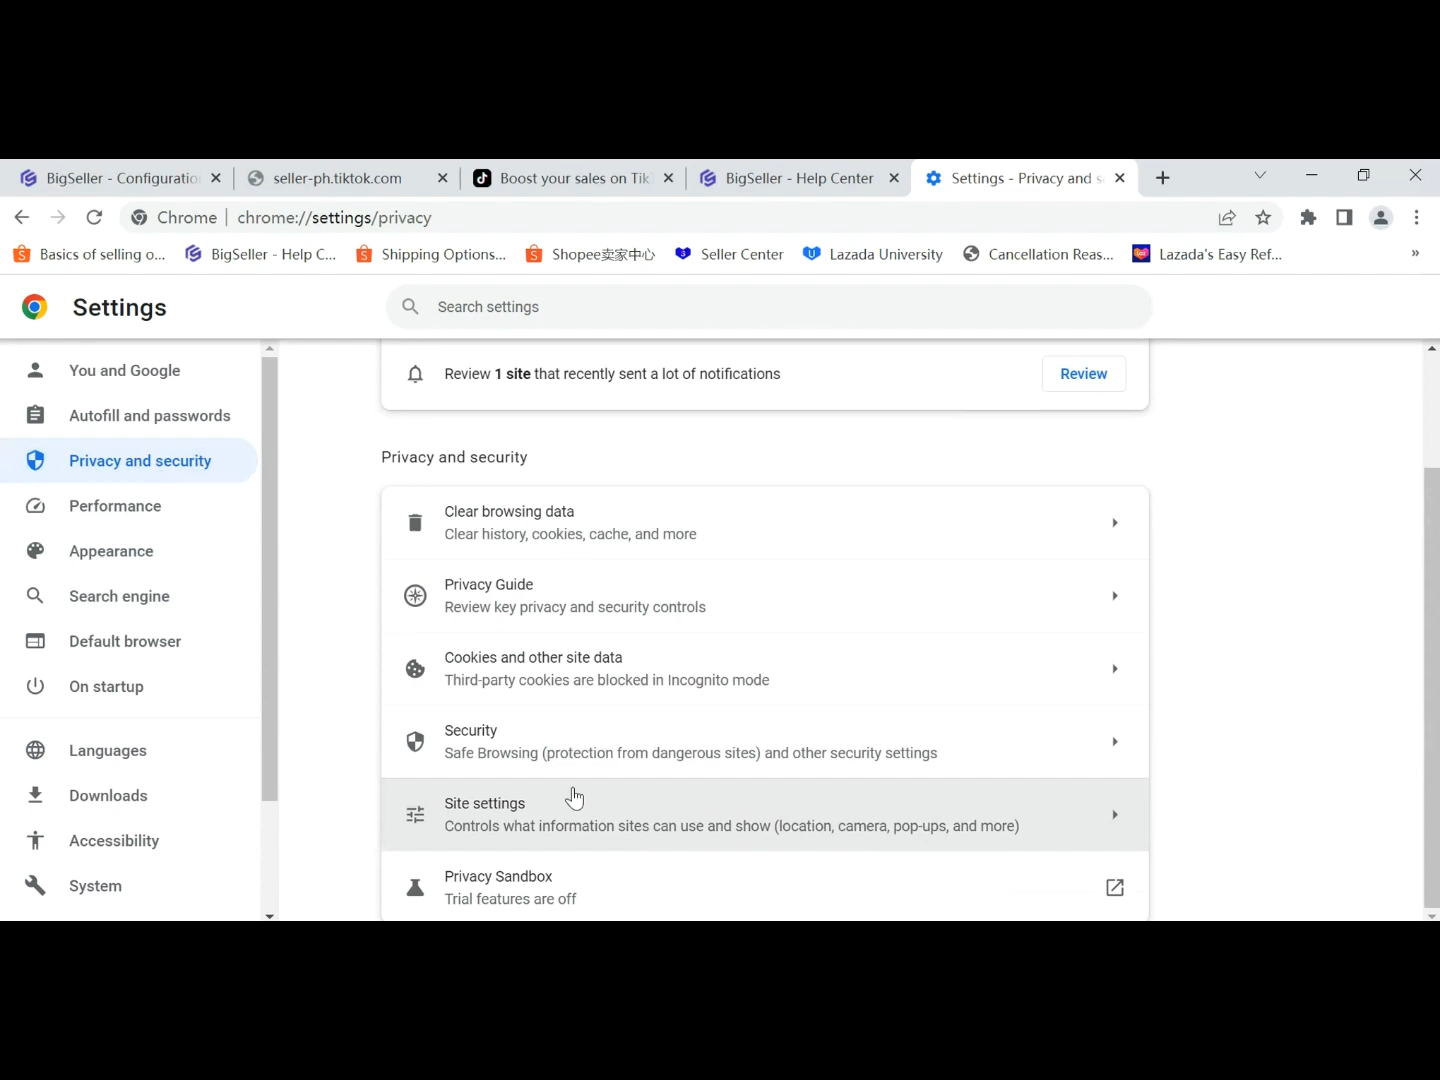 BigSeller - Configuratio
seller-ph.tiktok.com
Boost your sales on Tik
BigSeller - Help Center
Settings - Privacy and s
Chrome
chrome://settings/privacy
Basics of selling o...
BigSeller - Help C...
Shipping Options...
Shopee卖家中心
Seller Center
Lazada University
Cancellation Reas...
Lazada's Easy Ref...
»
Settings
Search settings
You and Google
Autofill and passwords
Privacy and security
Performance
Appearance
Search engine
Default browser
On startup
Languages
Downloads
Accessibility
System
Review 1 site that recently sent a lot of notifications
Review
Privacy and security
Clear browsing data
Clear history, cookies, cache, and more
Privacy Guide
Review key privacy and security controls
Cookies and other site data
Third-party cookies are blocked in Incognito mode
Security
Safe Browsing (protection from dangerous sites) and other security settings
Site settings
Controls what information sites can use and show (location, camera, pop-ups, and more)
Privacy Sandbox
Trial features are off